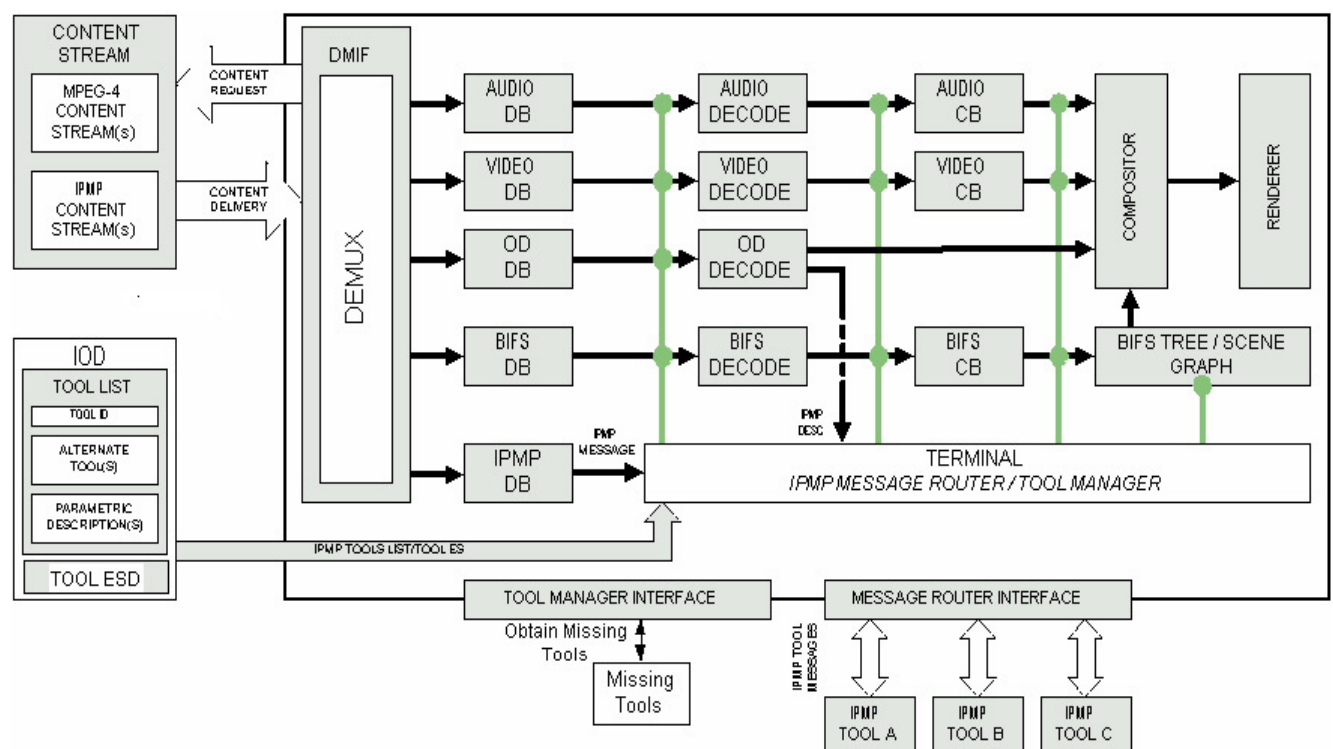 CONTENT
STREAM
MPEG-4
CONTENT
STREAM(s)
IPMP
CONTENT
STREAM(s)
CONTENT
REQUEST
CONTENT
DELIVERY
DMIF
DEMUX
AUDIO
DB
AUDIO
DECODE
AUDIO
CB
VIDEO
DB
VIDEO
DECODE
VIDEO
CB
OD
DB
OD
DECODE
BIFS
DB
BIFS
DECODE
BIFS
CB
COMPOSITOR
RENDERER
BIFS TREE / SCENE
GRAPH
IPMP
DB
IPMP
MESSAGE
IPMP
DESC
TERMINAL
IPMP MESSAGE ROUTER / TOOL MANAGER
IOD
TOOL LIST
TOOL ID
ALTERNATE
TOOL(S)
PARAMETRIC
DESCRIPTION(S)
TOOL ESD
IPMP TOOLS LIST/TOOL ES
TOOL MANAGER INTERFACE
Obtain Missing
Tools
Missing
Tools
MESSAGE ROUTER INTERFACE
IPMP TOOL
MESSAGES
IPMP
TOOL A
IPMP
TOOL B
IPMP
TOOL C